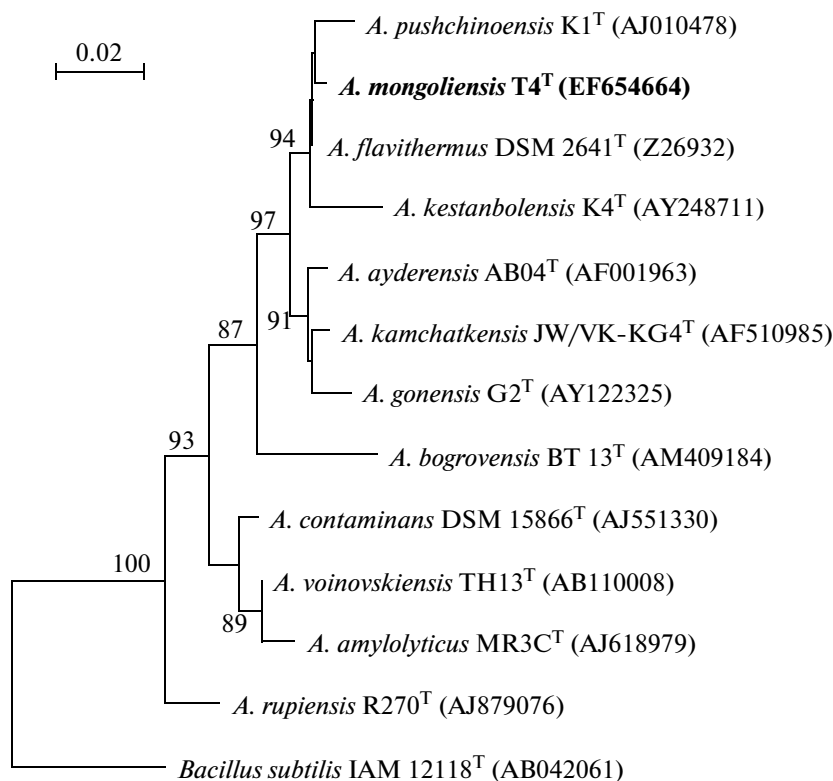 A. pushchinoensis K1ᵀ (AJ010478)
0.02
A. mongoliensis T4ᵀ (EF654664)
94
A. flavithermus DSM 2641ᵀ (Z26932)
A. kestanbolensis K4ᵀ (AY248711)
97
A. ayderensis AB04ᵀ (AF001963)
91
A. kamchatkensis JW/VK-KG4ᵀ (AF510985)
87
A. gonensis G2ᵀ (AY122325)
93
A. bogrovensis BT 13ᵀ (AM409184)
A. contaminans DSM 15866ᵀ (AJ551330)
100
A. voinovskiensis TH13ᵀ (AB110008)
89
A. amylolyticus MR3Cᵀ (AJ618979)
A. rupiensis R270ᵀ (AJ879076)
Bacillus subtilis IAM 12118ᵀ (AB042061)